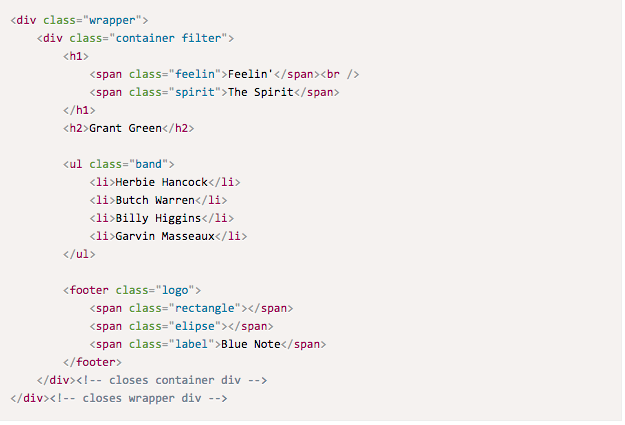 <div class="wrapper">
    <div class="container filter">
        <h1>
            <span class="feelin">Feelin'</span><br />
            <span class="spirit">The Spirit</span>
        </h1>
        <h2>Grant Green</h2>

        <ul class="band">
            <li>Herbie Hancock</li>
            <li>Butch Warren</li>
            <li>Billy Higgins</li>
            <li>Garvin Masseaux</li>
        </ul>

        <footer class="logo">
            <span class="rectangle"></span>
            <span class="elipse"></span>
            <span class="label">Blue Note</span>
        </footer>
    </div><!-- closes container div -->
</div><!-- closes wrapper div -->